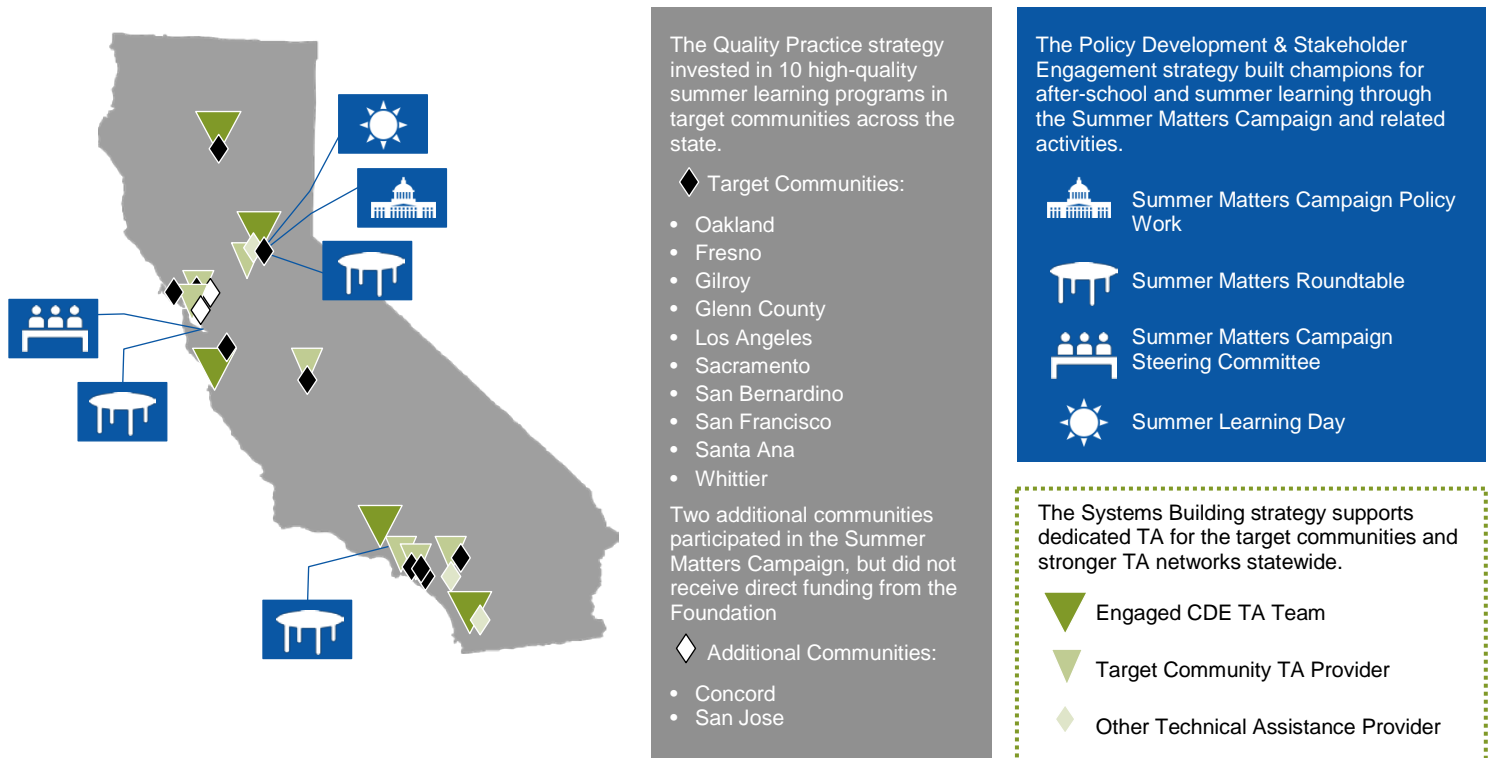 The Quality Practice strategy
invested in 10 high-quality
summer learning programs in
target communities across the
state.
Target Communities:
• Oakland
• Fresno
• Gilroy
• Glenn County
• Los Angeles
• Sacramento
• San Bernardino
• San Francisco
• Santa Ana
• Whittier
Two additional communities
participated in the Summer
Matters Campaign, but did not
receive direct funding from the
Foundation
Additional Communities:
• Concord
• San Jose
The Policy Development & Stakeholder
Engagement strategy built champions for
after-school and summer learning through
the Summer Matters Campaign and related
activities.
Summer Matters Campaign Policy
Work
Summer Matters Roundtable
Summer Matters Campaign
Steering Committee
Summer Learning Day
The Systems Building strategy supports
dedicated TA for the target communities and
stronger TA networks statewide.
Engaged CDE TA Team
Target Community TA Provider
Other Technical Assistance Provider